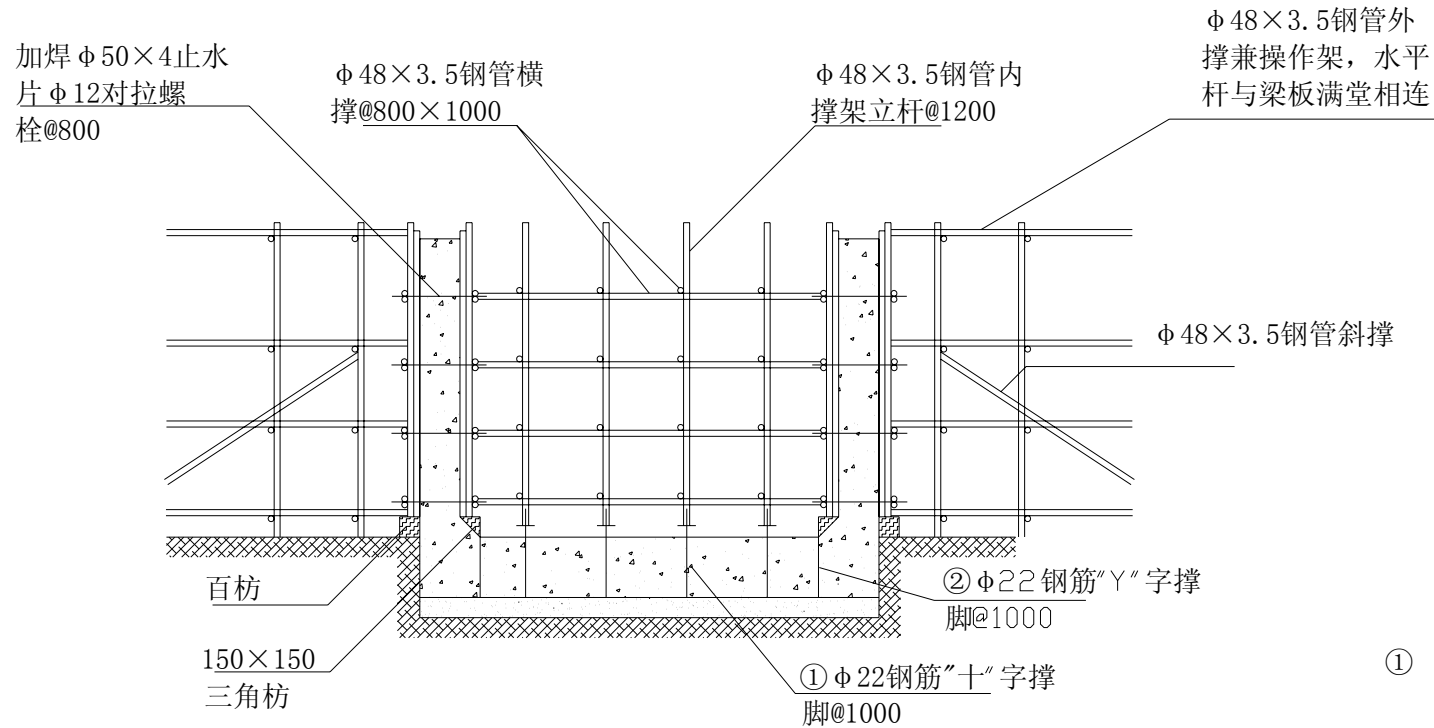 加焊φ50×4止水
片φ12对拉螺
栓@800
φ48×3.5钢管横
撑@800×1000
φ48×3.5钢管内
撑架立杆@1200
φ48×3.5钢管外
撑兼操作架，水平
杆与梁板满堂相连
φ48×3.5钢管斜撑
百枋
②φ22钢筋"Y"字撑
脚@1000
150×150
三角枋
①φ22钢筋"十"字撑
脚@1000
①